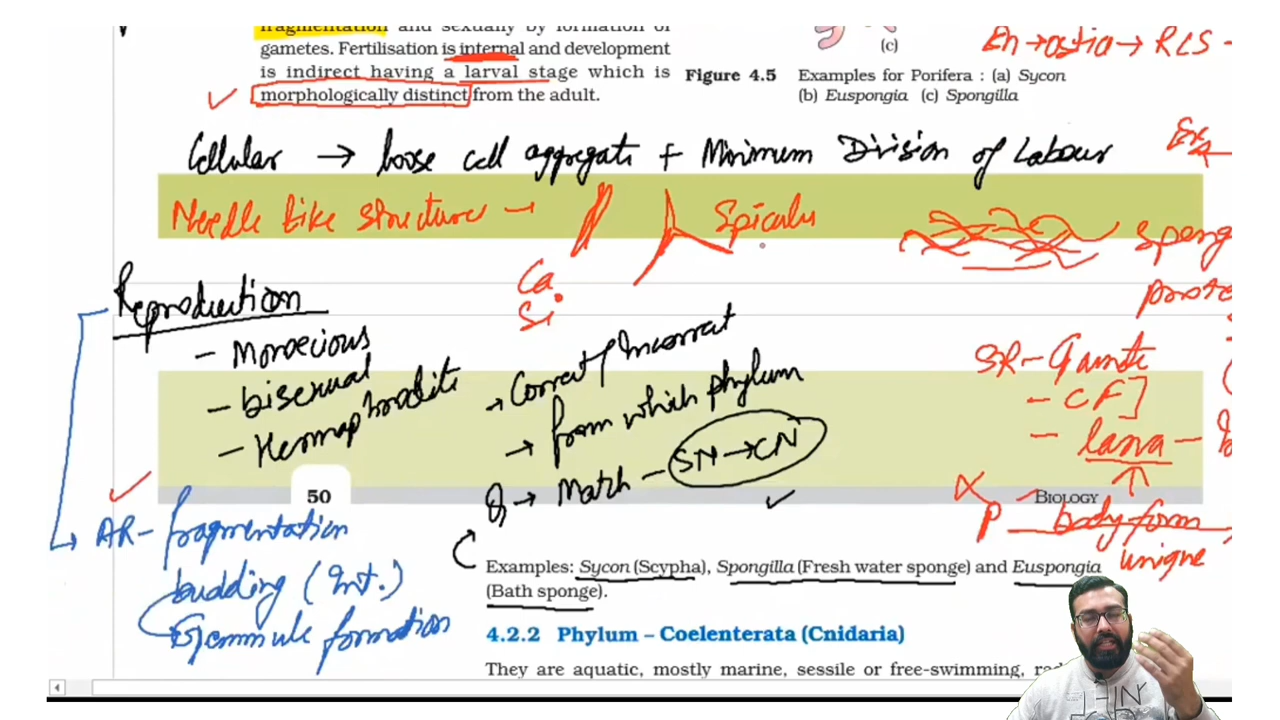 fragmentation and sexually by formation of
gametes. Fertilisation is internal and development
is indirect having a larval stage which is
morphologically distinct from the adult.
(c)
Figure 4.5 Examples for Porifera : (a) Sycon
(b) Euspongia (c) Spongilla
En → ostia → RCS -
Cellular → loose cell aggregate + Minimum Division of Labour
Needle like structure → Spicules
Ca
Si
Reproduction
- Monoecious
- bisexual
- Hermaphrodite
→ Correct / Incorrect
→ from which phylum
Q → Match - SN → CN
SR - Gamete
- CF]
- larva -
P body form
unique
50
BIOLOGY
AR - fragmentation
budding (Int.)
Gemmule formation
Examples: Sycon (Scypha), Spongilla (Fresh water sponge) and Euspongia
(Bath sponge).
4.2.2 Phylum – Coelenterata (Cnidaria)
They are aquatic, mostly marine, sessile or free-swimming,